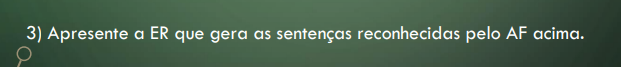 3) Apresente a ER que gera as sentenças reconhecidas pelo AF acima.